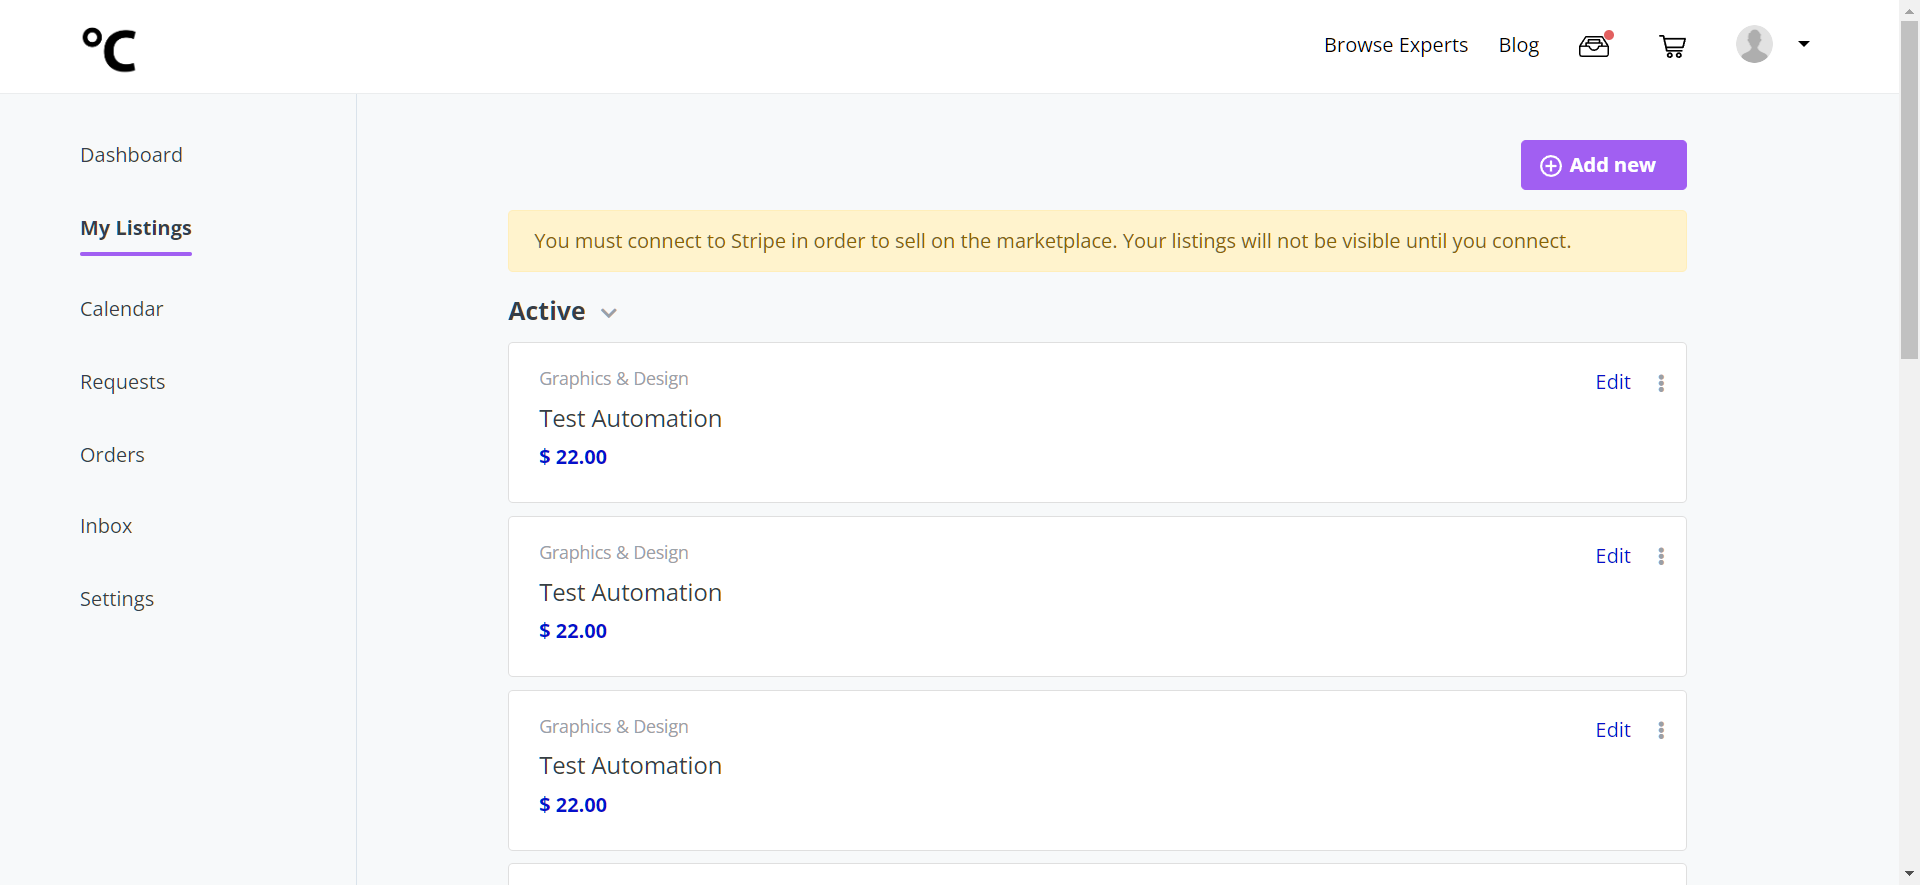 °C
Browse Experts
Blog
Dashboard
My Listings
Calendar
Requests
Orders
Inbox
Settings
Add new
You must connect to Stripe in order to sell on the marketplace. Your listings will not be visible until you connect.
Active
Graphics & Design
Edit
Test Automation
$ 22.00
Graphics & Design
Edit
Test Automation
$ 22.00
Graphics & Design
Edit
Test Automation
$ 22.00